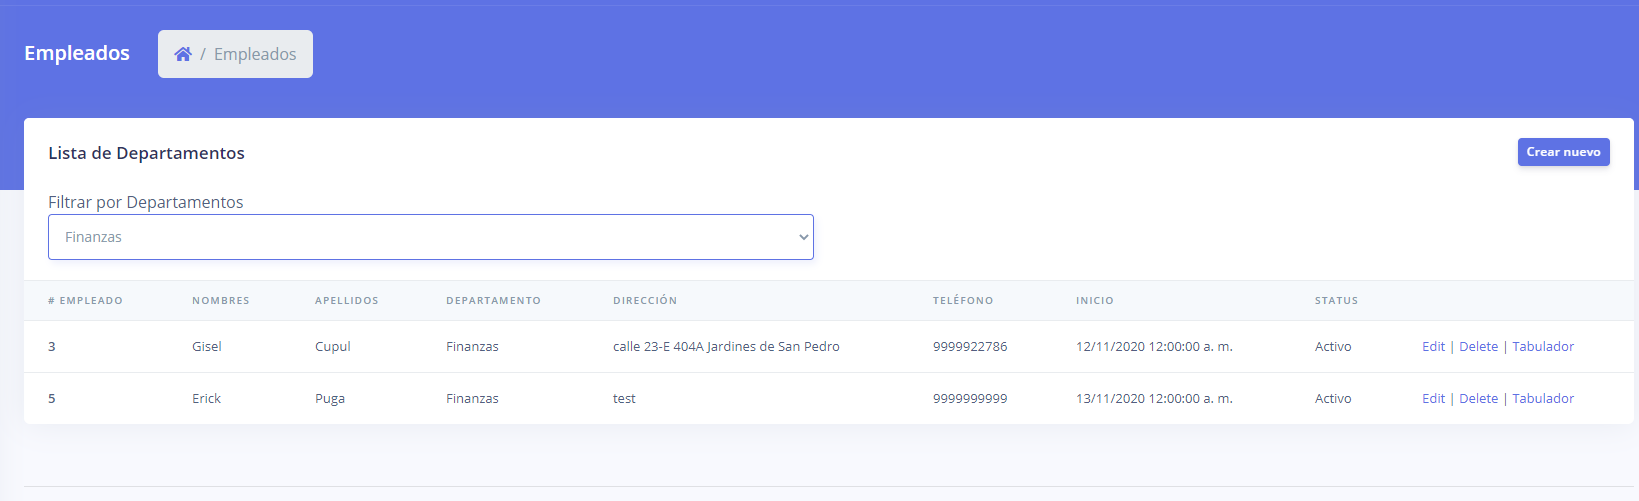 Empleados
/ Empleados
Lista de Departamentos
Crear nuevo
Filtrar por Departamentos
Finanzas
# EMPLEADO NOMBRES APELLIDOS DEPARTAMENTO DIRECCIÓN TELÉFONO INICIO STATUS
3 Gisel Cupul Finanzas calle 23-E 404A Jardines de San Pedro 9999922786 12/11/2020 12:00:00 a. m. Activo Edit | Delete | Tabulador
5 Erick Puga Finanzas test 9999999999 13/11/2020 12:00:00 a. m. Activo Edit | Delete | Tabulador